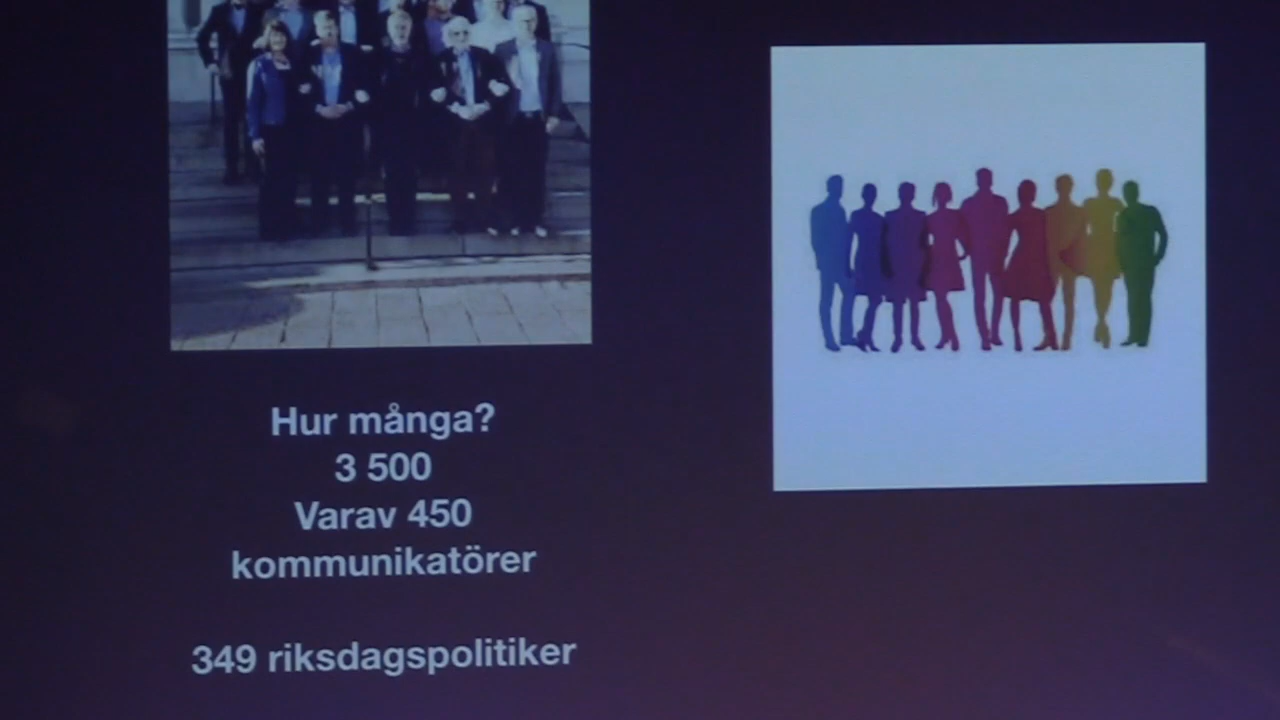 Hur många?
3 500
Varav 450
kommunikatörer
349 riksdagspolitiker